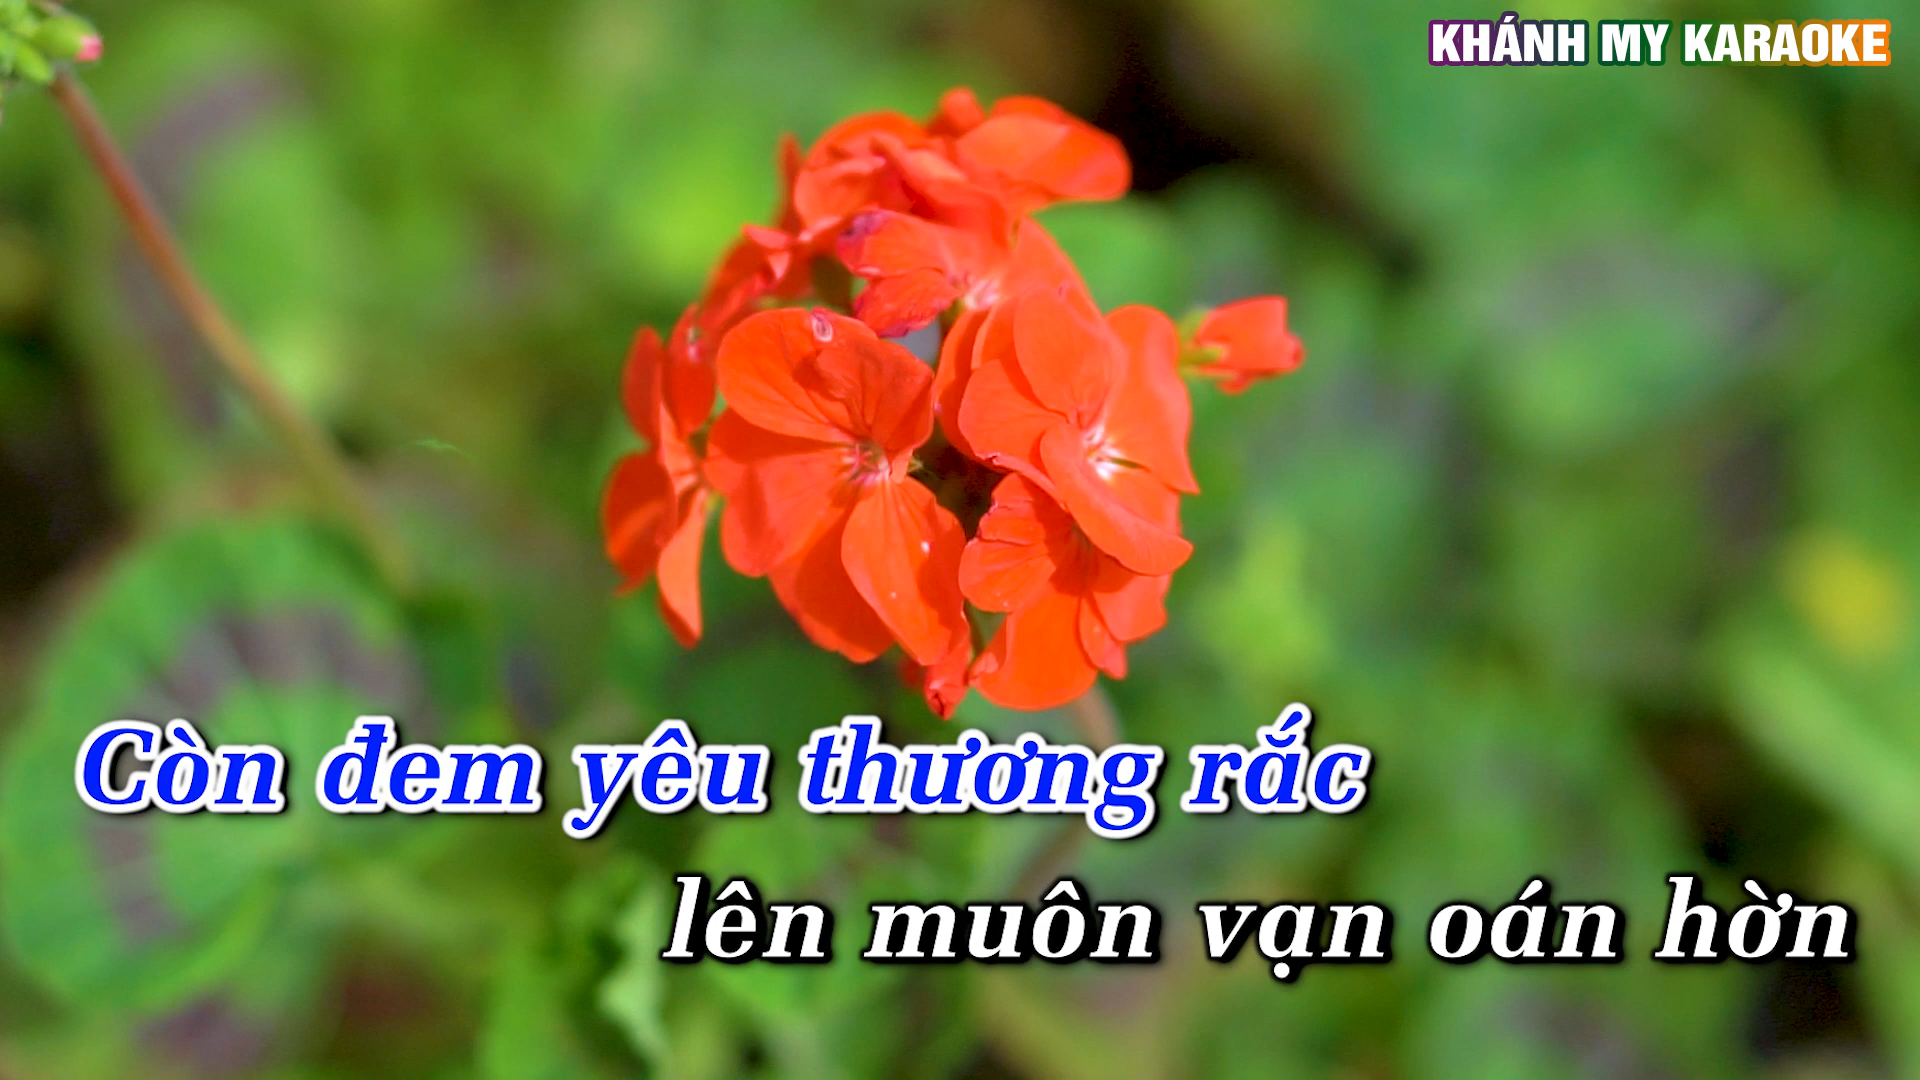 KHÁNH MY KARAOKE
Còn đem yêu thương rắc
lên muôn vạn oán hờn